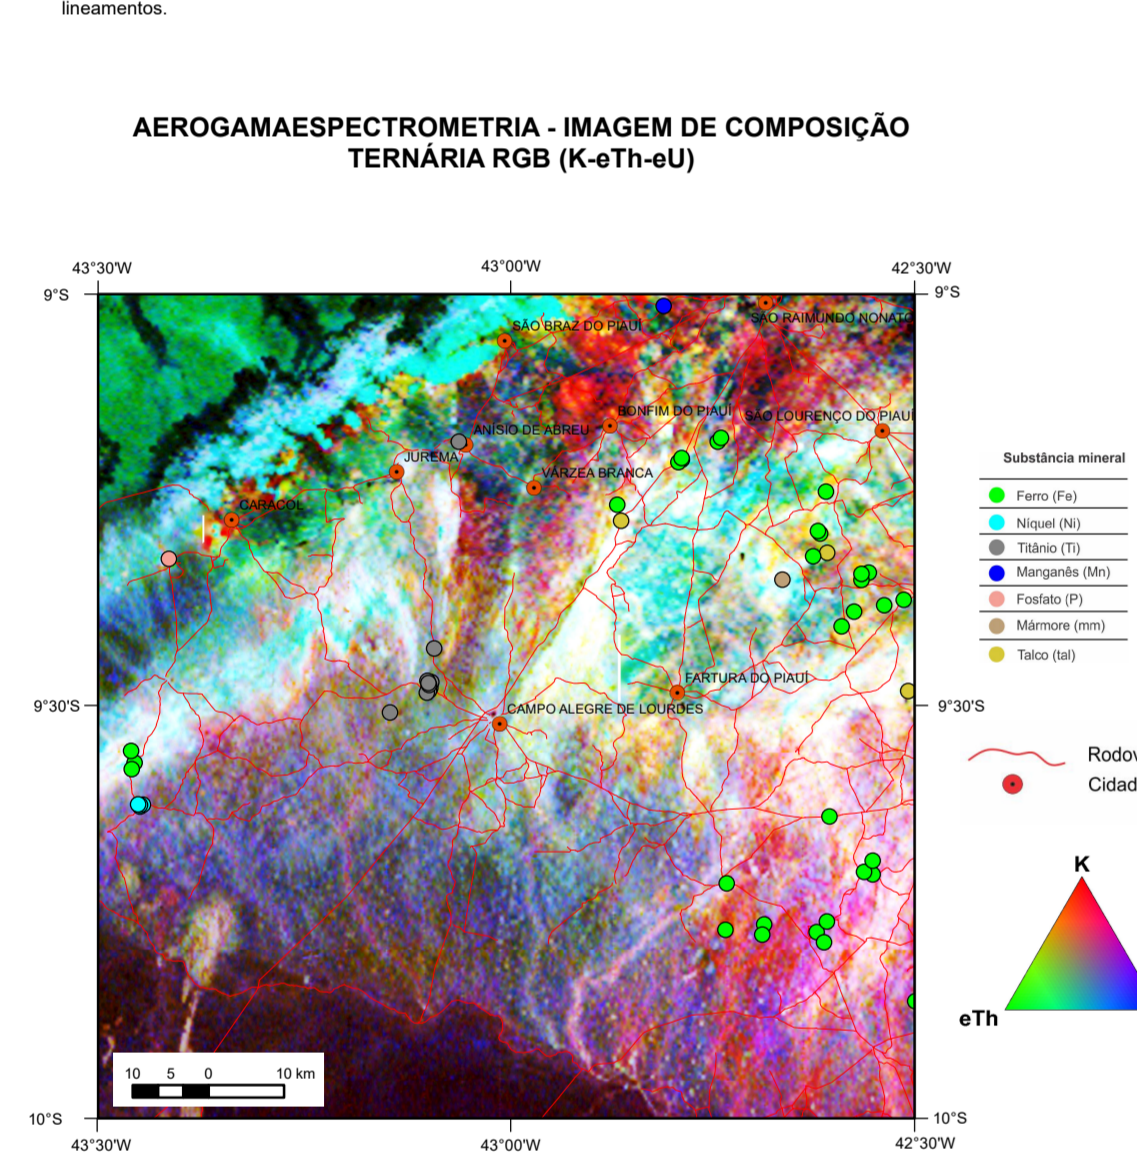 lineamentos.
AEROGAMAESPECTROMETRIA - IMAGEM DE COMPOSIÇÃO
TERNÁRIA RGB (K-eTh-eU)
43°30'W
43°00'W
42°30'W
9°S
9°S
SÃO RAIMUNDO NONATO
SÃO BRAZ DO PIAUÍ
BONFIM DO PIAUÍ
SÃO LOURENÇO DO PIAUÍ
ANÍSIO DE ABREU
JUREMA
VÁRZEA BRANCA
CARACOL
Substância mineral
Ferro (Fe)
Níquel (Ni)
Titânio (Ti)
Manganês (Mn)
Fosfato (P)
Mármore (mm)
Talco (tal)
FARTURA DO PIAUÍ
9°30'S
CAMPO ALEGRE DE LOURDES
9°30'S
Rodov
Cidad
K
eTh
10 5 0 10 km
10°S
10°S
43°30'W
43°00'W
42°30'W